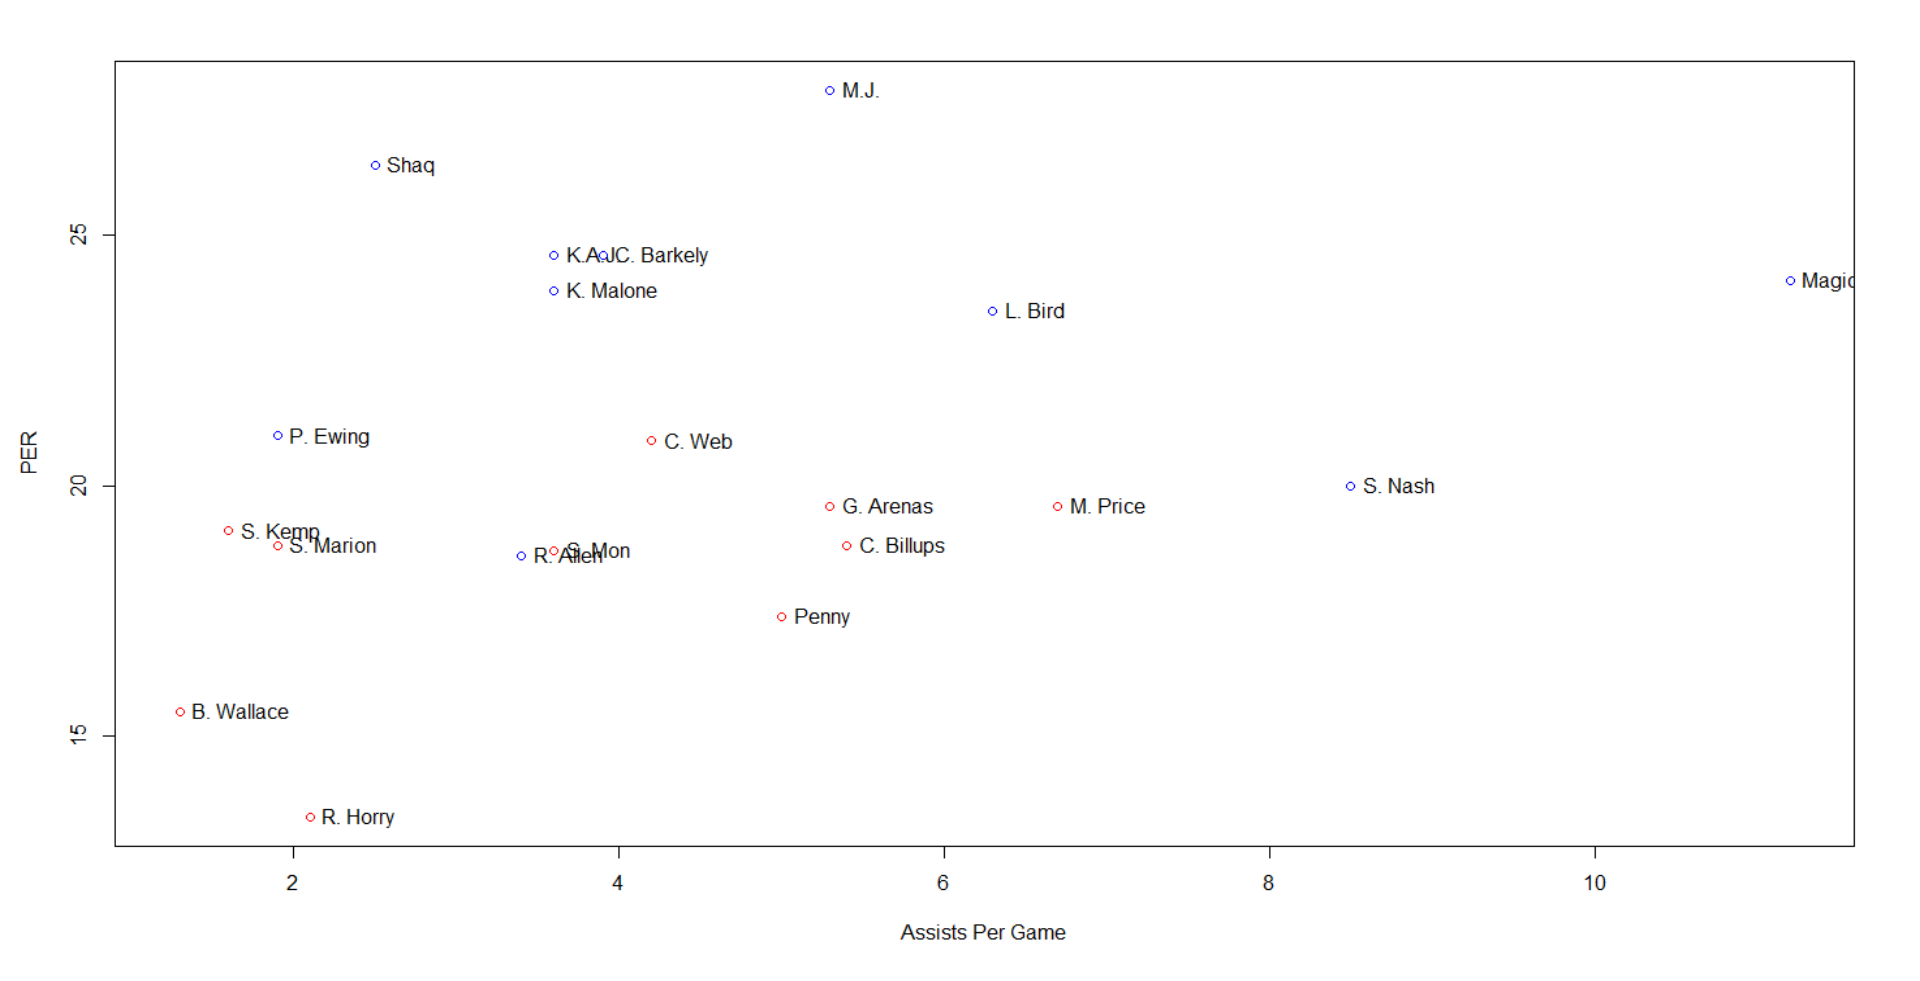 M.J.
Shaq
25
K.A.J
C. Barkely
K. Malone
Magic
L. Bird
PER
P. Ewing
C. Web
20
S. Nash
G. Arenas
M. Price
S. Kemp
S. Marion
C. Billups
S. Mon
R. Allen
Penny
15
B. Wallace
R. Horry
2 4 6 8 10
Assists Per Game